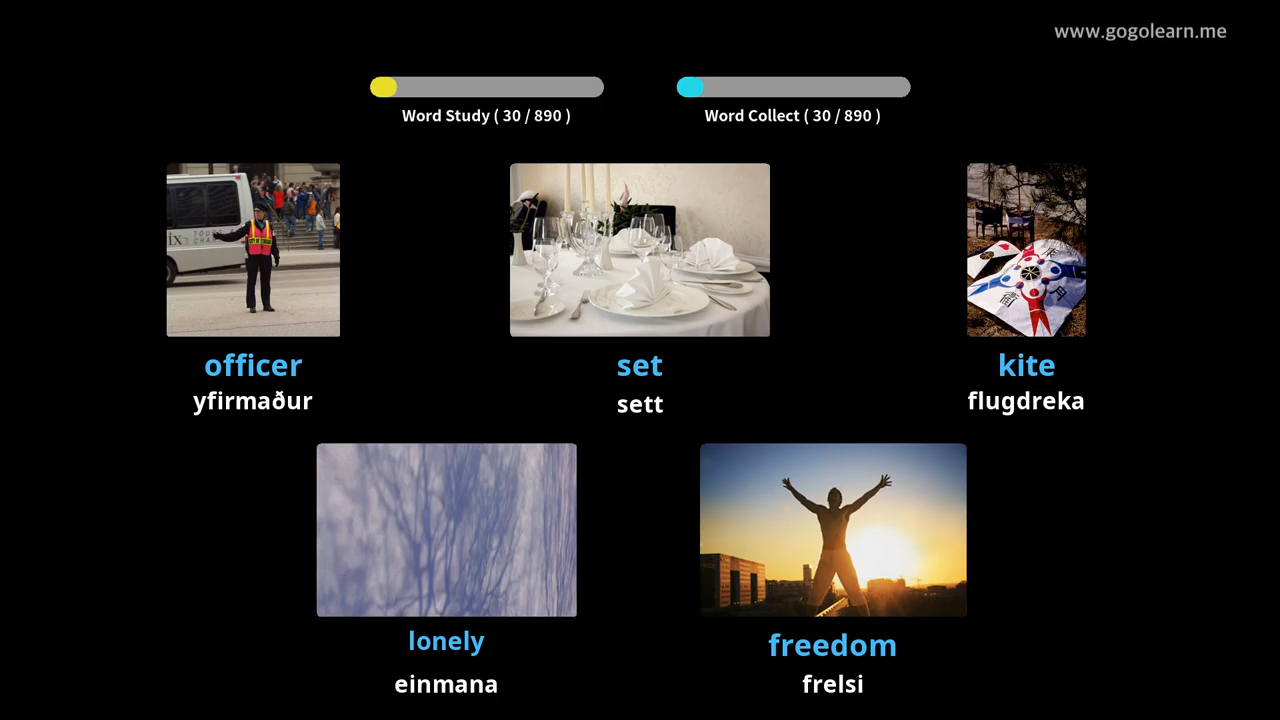 www.gogolearn.me
Word Study ( 30 / 890 )
Word Collect ( 30 / 890 )
officer
yfirmaður
set
sett
kite
flugdreka
lonely
einmana
freedom
frelsi